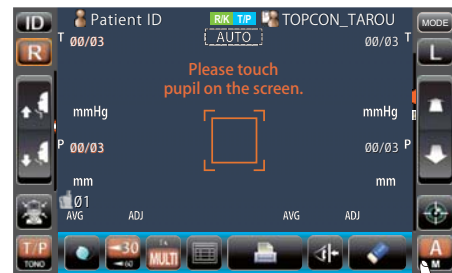 ID Patient ID R/K T/P TOPCON_TAROU MODE
R T 00/03 AUTO 00/03 T L
Please touch
pupil on the screen.
mmHg mmHg
P 00/03 00/03 P
mm mm
01
AVG ADJ AVG ADJ
T/P TONO -30 -60 MULTI A M